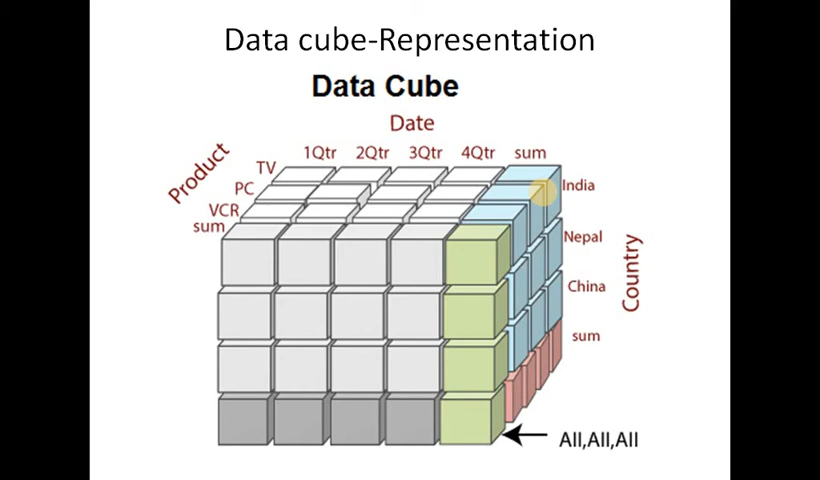 Data cube-Representation
Data Cube
Date
1Qtr 2Qtr 3Qtr 4Qtr sum
Product
TV
PC
VCR
sum
India
Nepal
China
sum
Country
All,All,All